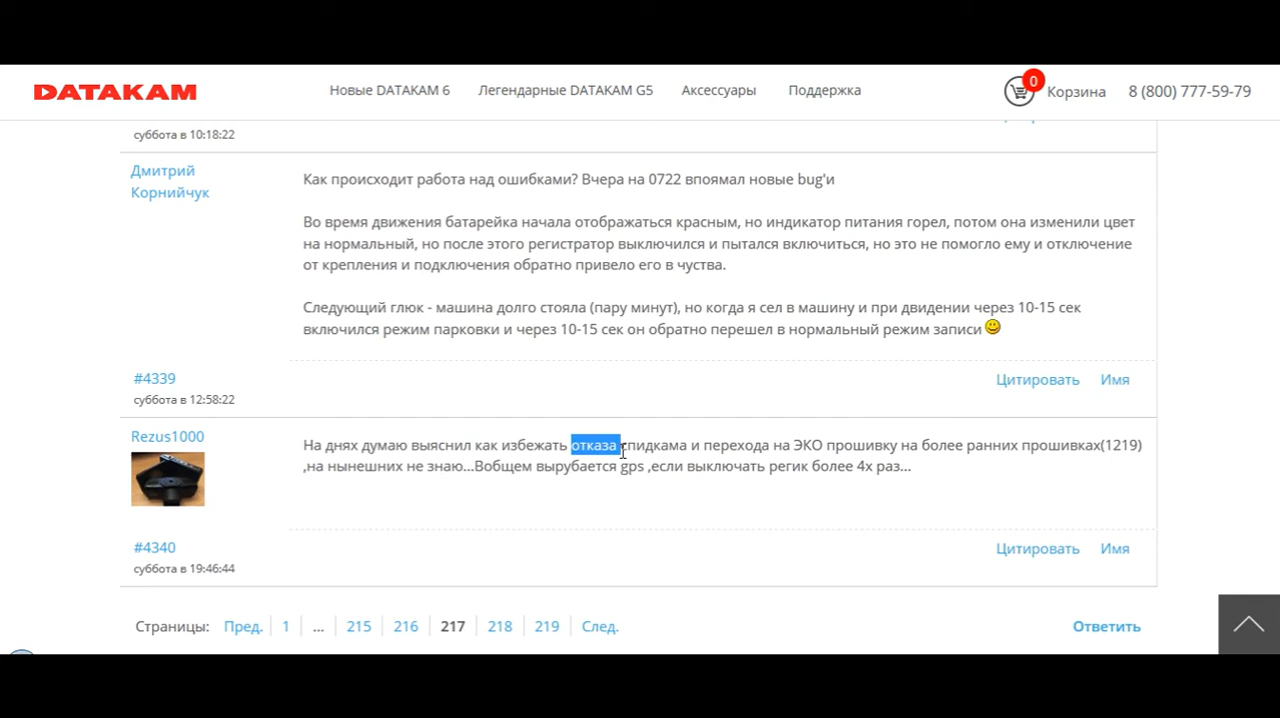 DATAKAM
Новые DATAKAM 6 Легендарные DATAKAM G5 Аксессуары Поддержка
0
Корзина 8 (800) 777-59-79
суббота в 10:18:22
Дмитрий
Корнийчук
Как происходит работа над ошибками? Вчера на 0722 впоямал новые bug'и
Во время движения батарейка начала отображаться красным, но индикатор питания горел, потом она изменили цвет
на нормальный, но после этого регистратор выключился и пытался включиться, но это не помогло ему и отключение
от крепления и подключения обратно привело его в чуства.
Следующий глюк - машина долго стояла (пару минут), но когда я сел в машину и при двидении через 10-15 сек
включился режим парковки и через 10-15 сек он обратно перешел в нормальный режим записи
#4339
суббота в 12:58:22
Цитировать Имя
Rezus1000
На днях думаю выяснил как избежать отказа спидкама и перехода на ЭКО прошивку на более ранних прошивках(1219)
,на нынешних не знаю...Вобщем вырубается gps ,если выключать регик более 4х раз...
#4340
суббота в 19:46:44
Цитировать Имя
Страницы: Пред. 1 ... 215 216 217 218 219 След.
Ответить